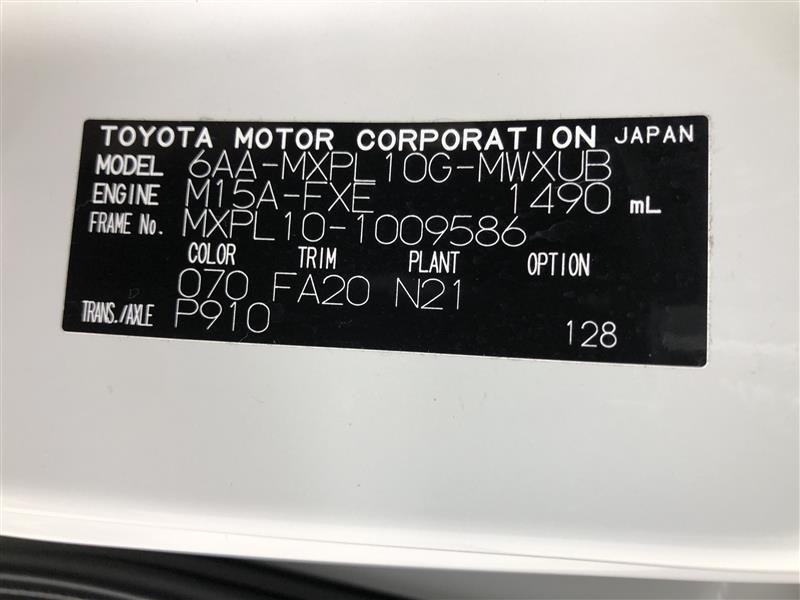 TOYOTA MOTOR CORPORATION JAPAN
MODEL 6AA-MXPL10G-MWXUB
ENGINE M15A-FXE 1490 mL
FRAME No. MXPL10-1009586
COLOR TRIM PLANT OPTION
070 FA20 N21
TRANS./AXLE P910 128